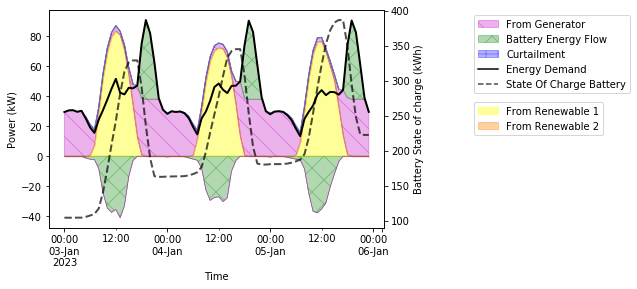 80
60
40
20
0
−20
−40
Power (kW)
400
350
300
250
200
150
100
Battery State of charge (kWh)
00:00 12:00 00:00 12:00 00:00 12:00 00:00
03-Jan 04-Jan 05-Jan 06-Jan
2023
Time
From Generator
Battery Energy Flow
Curtailment
Energy Demand
State Of Charge Battery
From Renewable 1
From Renewable 2